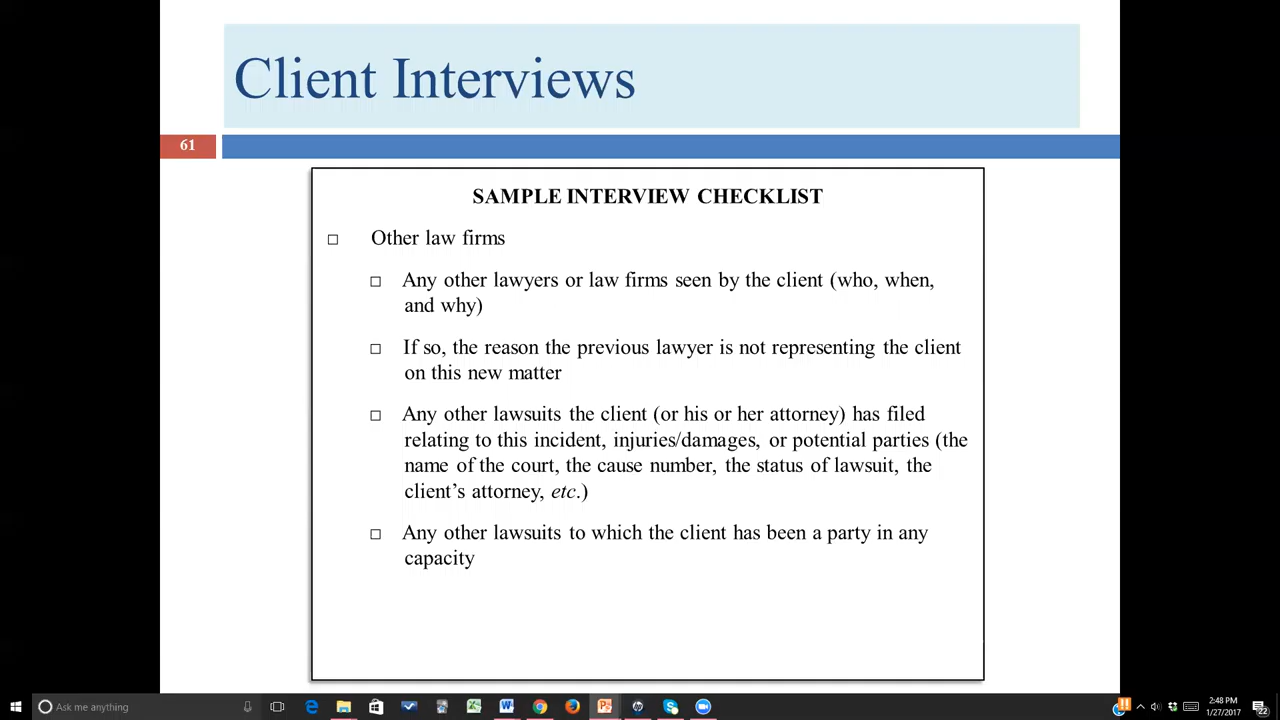 Client Interviews
61
SAMPLE INTERVIEW CHECKLIST
□ Other law firms
□ Any other lawyers or law firms seen by the client (who, when,
and why)
□ If so, the reason the previous lawyer is not representing the client
on this new matter
□ Any other lawsuits the client (or his or her attorney) has filed
relating to this incident, injuries/damages, or potential parties (the
name of the court, the cause number, the status of lawsuit, the
client’s attorney, etc.)
□ Any other lawsuits to which the client has been a party in any
capacity
Ask me anything
2:48 PM
1/27/2017
22